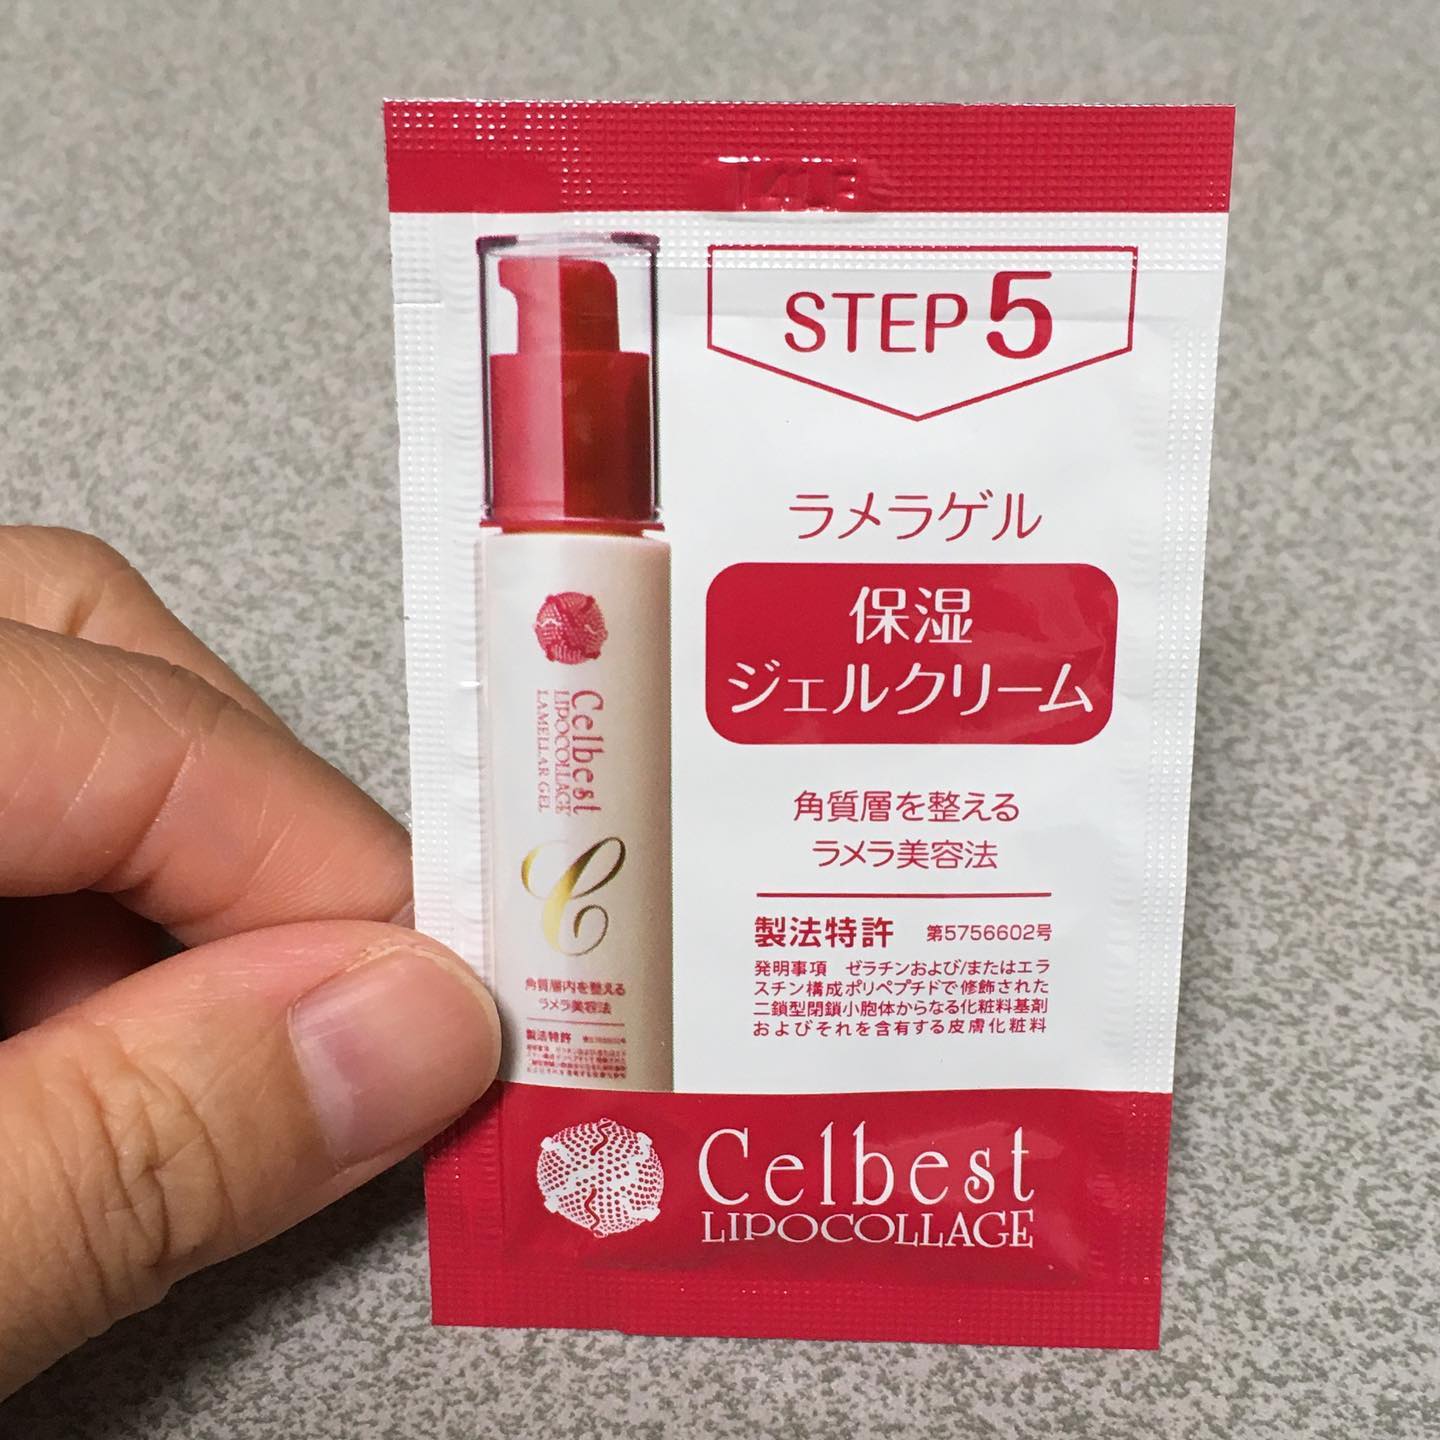 STEP 5
ラメラゲル
保湿
ジェルクリーム
角質層を整える
ラメラ美容法
製法特許 第5756602号
発明事項 ゼラチンおよび/またはエラ
スチン構成ポリペプチドで修飾された
二鎖型閉鎖小胞体からなる化粧料基剤
およびそれを含有する皮膚化粧料
Celbest
LIPOCOLLAGE
LAMELLAR GEL
C
角質層内を整える
ラメラ美容法
製法特許
Celbest
LIPOCOLLAGE